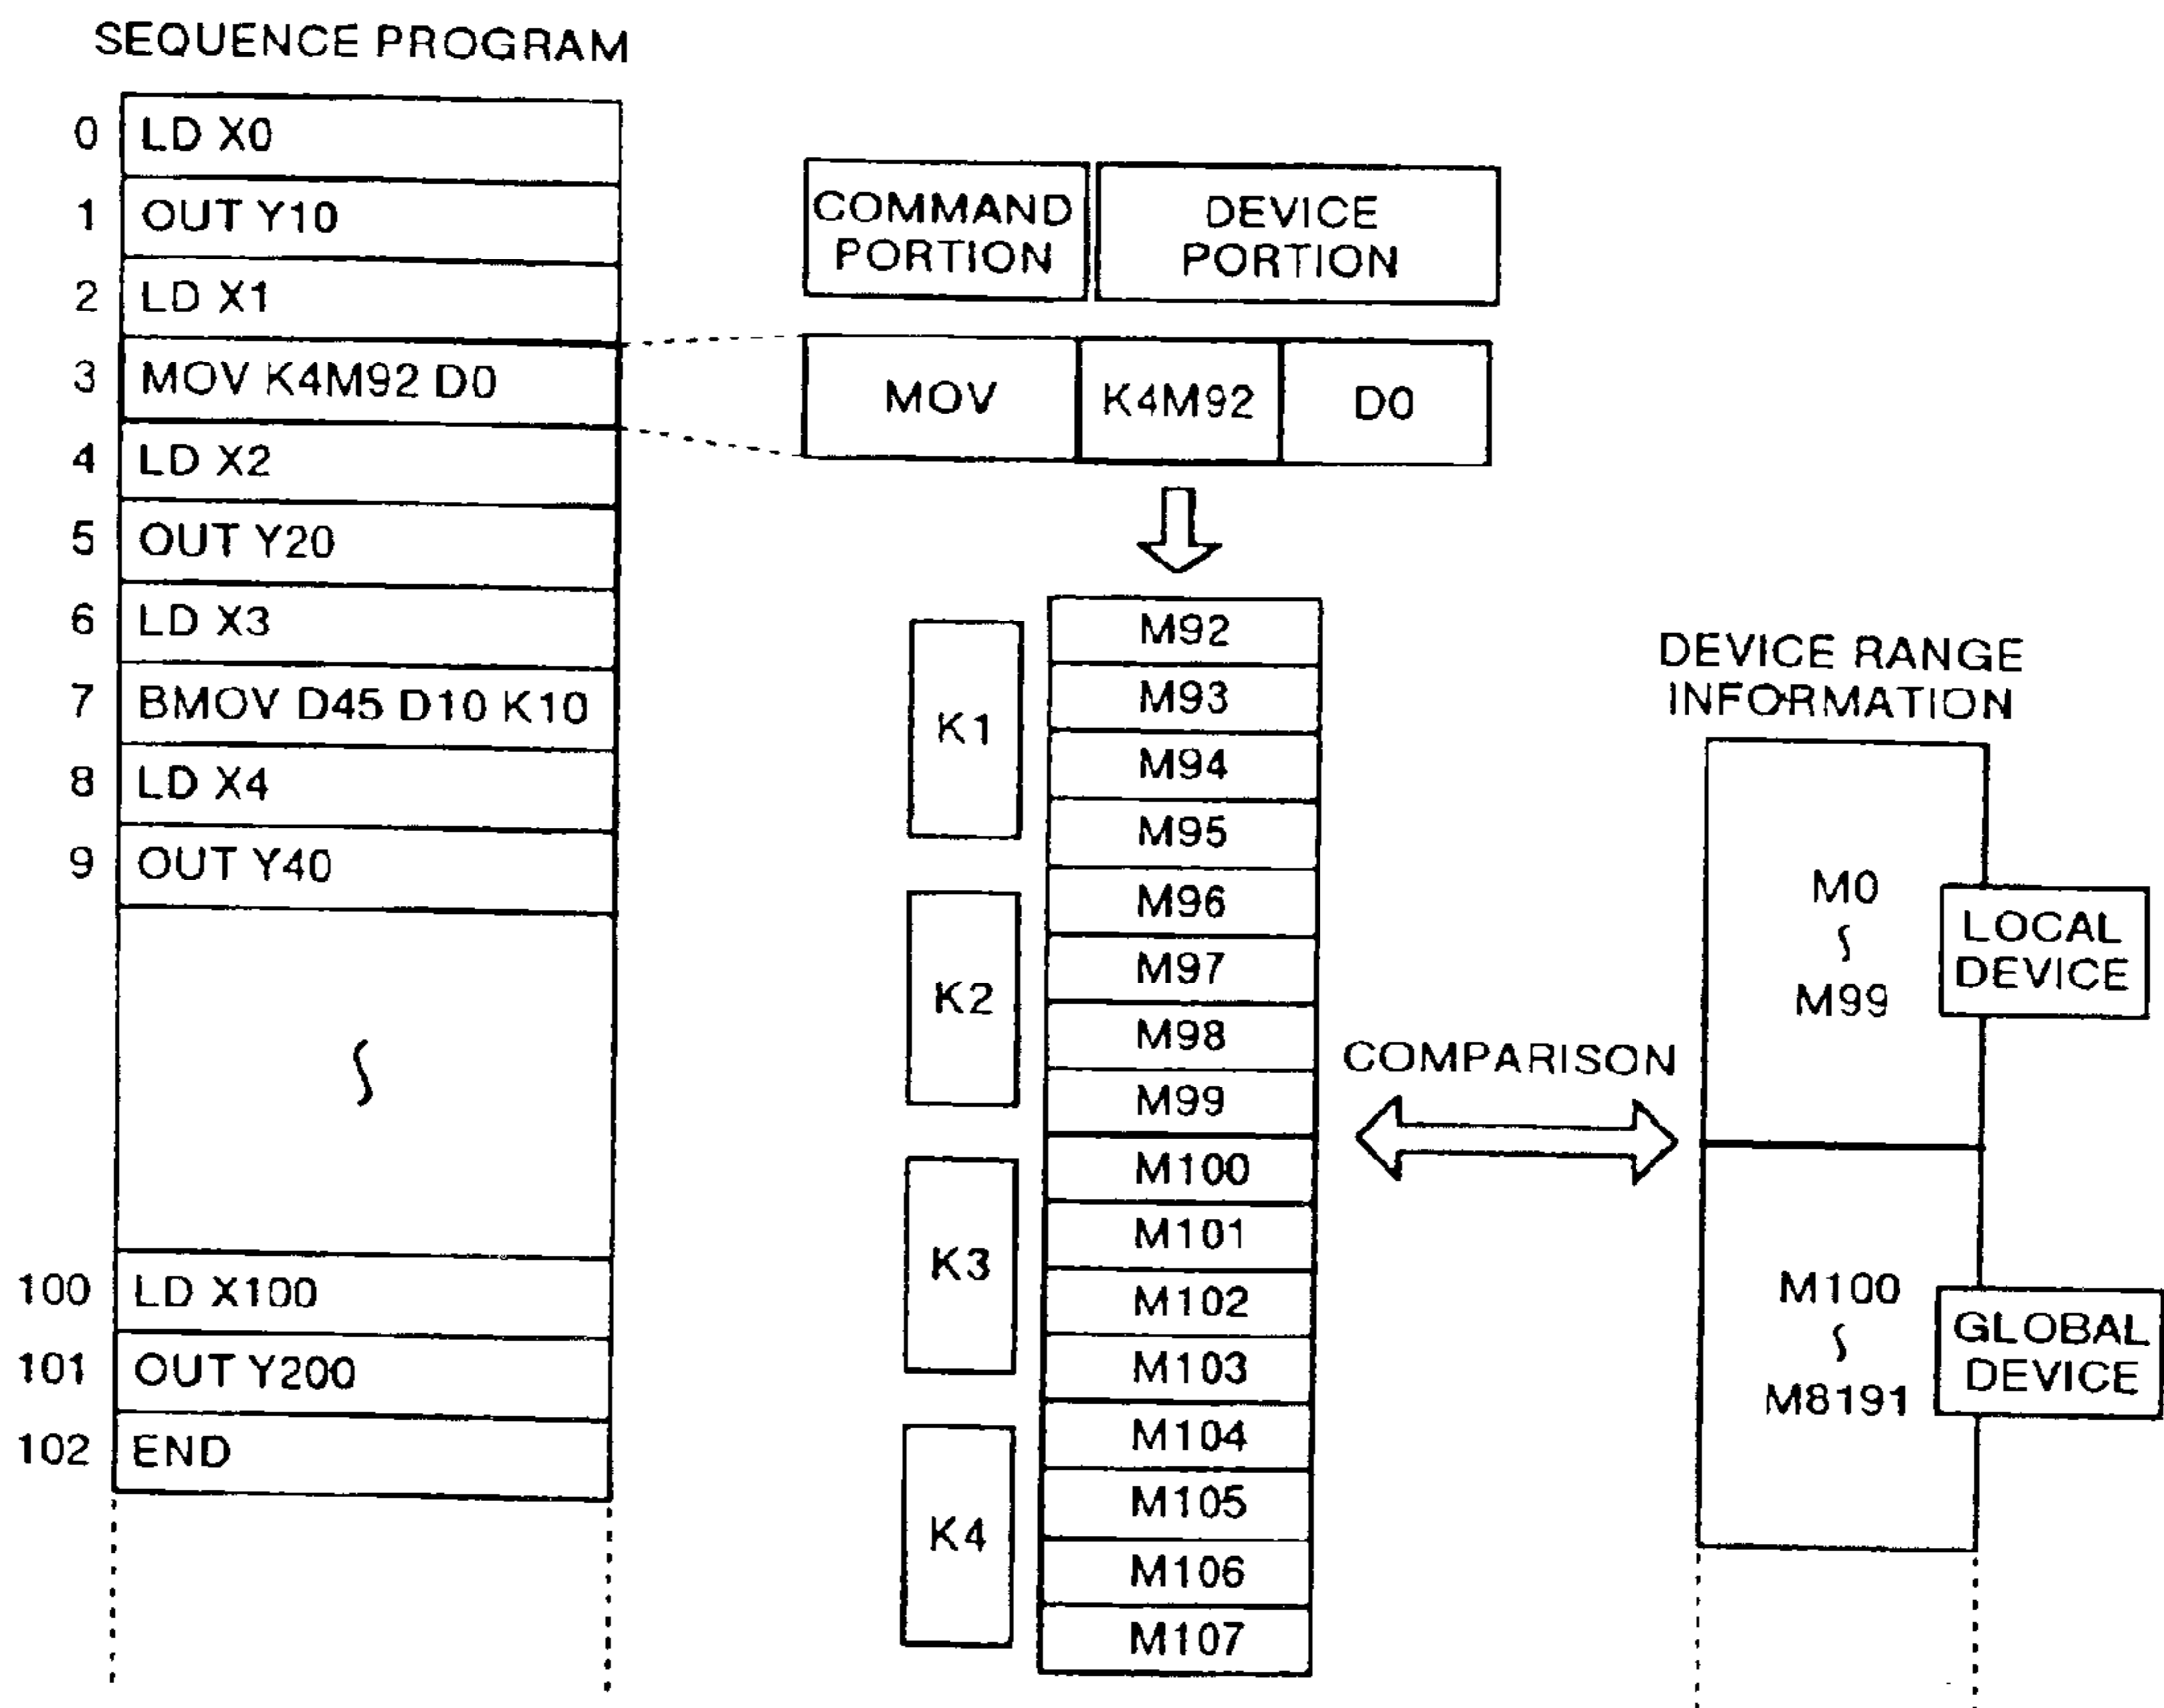 SEQUENCE PROGRAM
0 LD X0
1 OUT Y10
2 LD X1
3 MOV K4M92 D0
4 LD X2
5 OUT Y20
6 LD X3
7 BMOV D45 D10 K10
8 LD X4
9 OUT Y40
100 LD X100
101 OUT Y200
102 END
COMMAND
PORTION
DEVICE
PORTION
MOV K4M92 D0
K1
K2
K3
K4
M92
M93
M94
M95
M96
M97
M98
M99
M100
M101
M102
M103
M104
M105
M106
M107
COMPARISON
DEVICE RANGE
INFORMATION
M0
∫
M99
LOCAL
DEVICE
M100
∫
M8191
GLOBAL
DEVICE